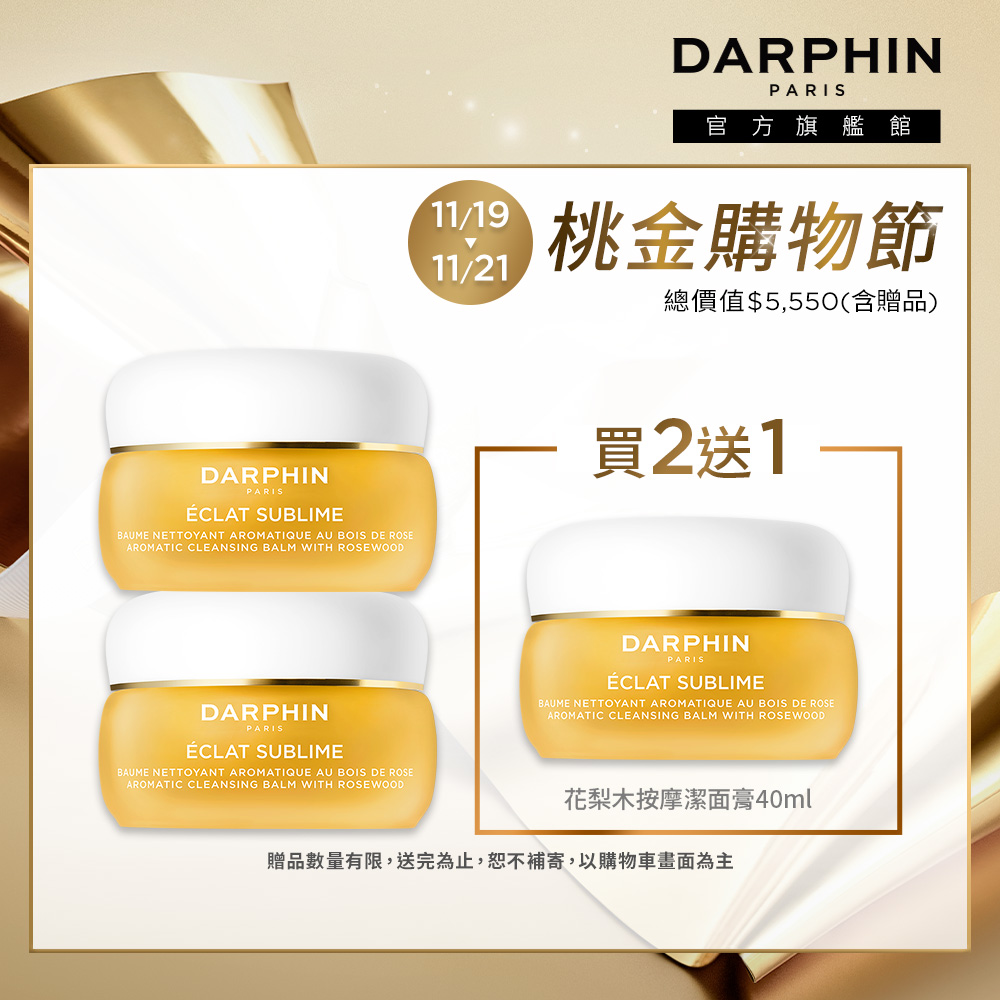 DARPHIN
PARIS
官方旗艦館
11/19
▼
11/21
桃金購物節
總價值$5,550(含贈品)
DARPHIN
PARIS
ÉCLAT SUBLIME
BAUME NETTOYANT AROMATIQUE AU BOIS DE ROSE
AROMATIC CLEANSING BALM WITH ROSEWOOD
DARPHIN
PARIS
ÉCLAT SUBLIME
BAUME NETTOYANT AROMATIQUE AU BOIS DE ROSE
AROMATIC CLEANSING BALM WITH ROSEWOOD
買2送1
DARPHIN
PARIS
ÉCLAT SUBLIME
BAUME NETTOYANT AROMATIQUE AU BOIS DE ROSE
AROMATIC CLEANSING BALM WITH ROSEWOOD
花梨木按摩潔面膏40ml
贈品數量有限，送完為止，恕不補寄，以購物車畫面為主